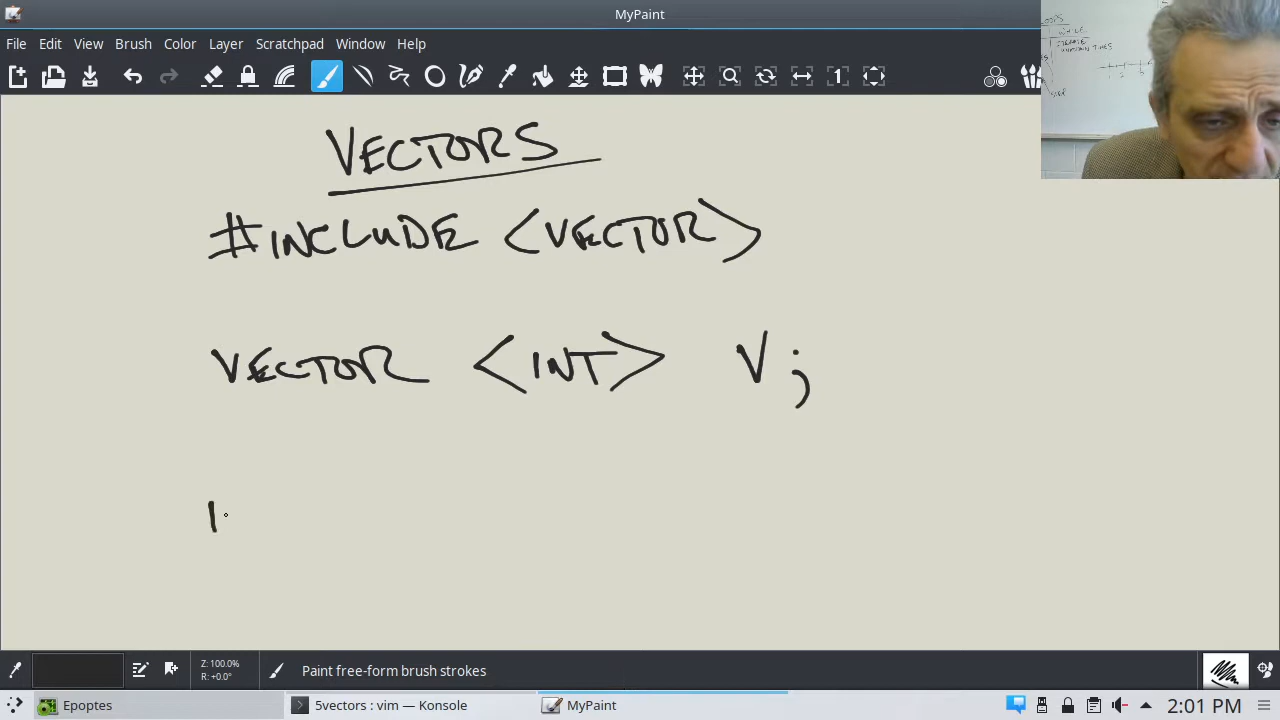 MyPaint
File Edit View Brush Color Layer Scratchpad Window Help
VECTORS
#INCLUDE <VECTOR>
VECTOR <INT> V;
Z: 100.0%
R: +0.0°
Paint free-form brush strokes
Epoptes
5vectors : vim — Konsole
MyPaint
2:01 PM